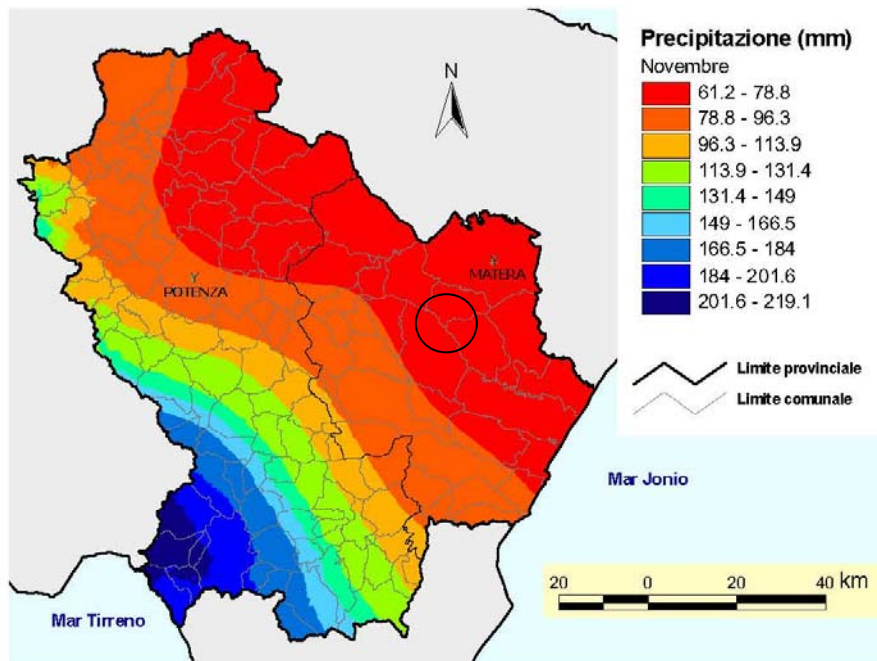 Precipitazione (mm)
Novembre
61.2 - 78.8
78.8 - 96.3
96.3 - 113.9
113.9 - 131.4
131.4 - 149
149 - 166.5
166.5 - 184
184 - 201.6
201.6 - 219.1
Limite provinciale
Limite comunale
N
MATERA
POTENZA
Mar Jonio
Mar Tirreno
20 0 20 40 km